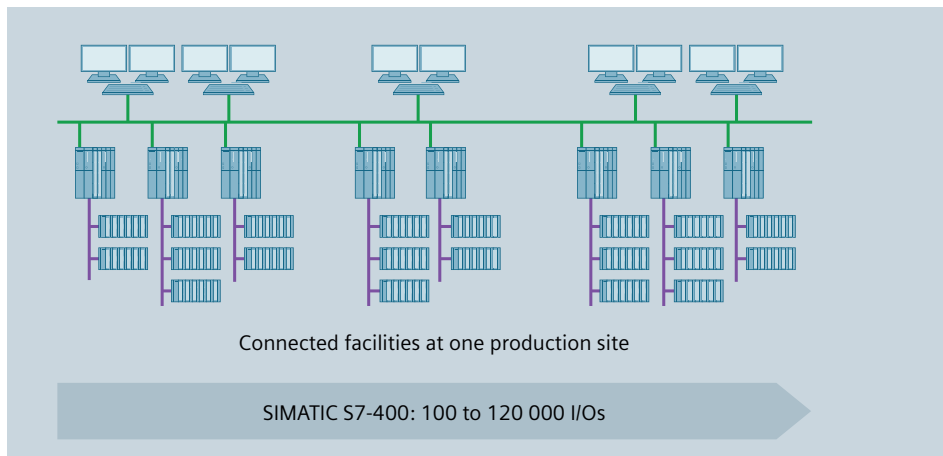 Connected facilities at one production site
SIMATIC S7-400: 100 to 120 000 I/Os